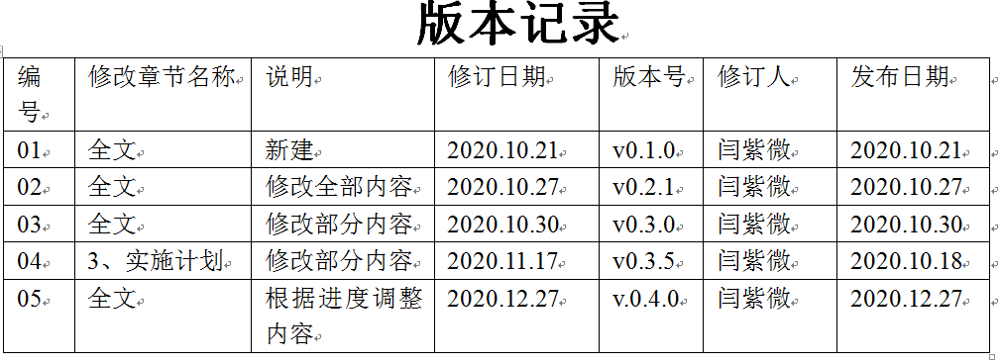 版本记录
编号 修改章节名称 说明 修订日期 版本号 修订人 发布日期
01 全文 新建 2020.10.21 v0.1.0 闫紫微 2020.10.21
02 全文 修改全部内容 2020.10.27 v0.2.1 闫紫微 2020.10.27
03 全文 修改部分内容 2020.10.30 v0.3.0 闫紫微 2020.10.30
04 3、实施计划 修改部分内容 2020.11.17 v0.3.5 闫紫微 2020.10.18
05 全文 根据进度调整内容 2020.12.27 v.0.4.0 闫紫微 2020.12.27